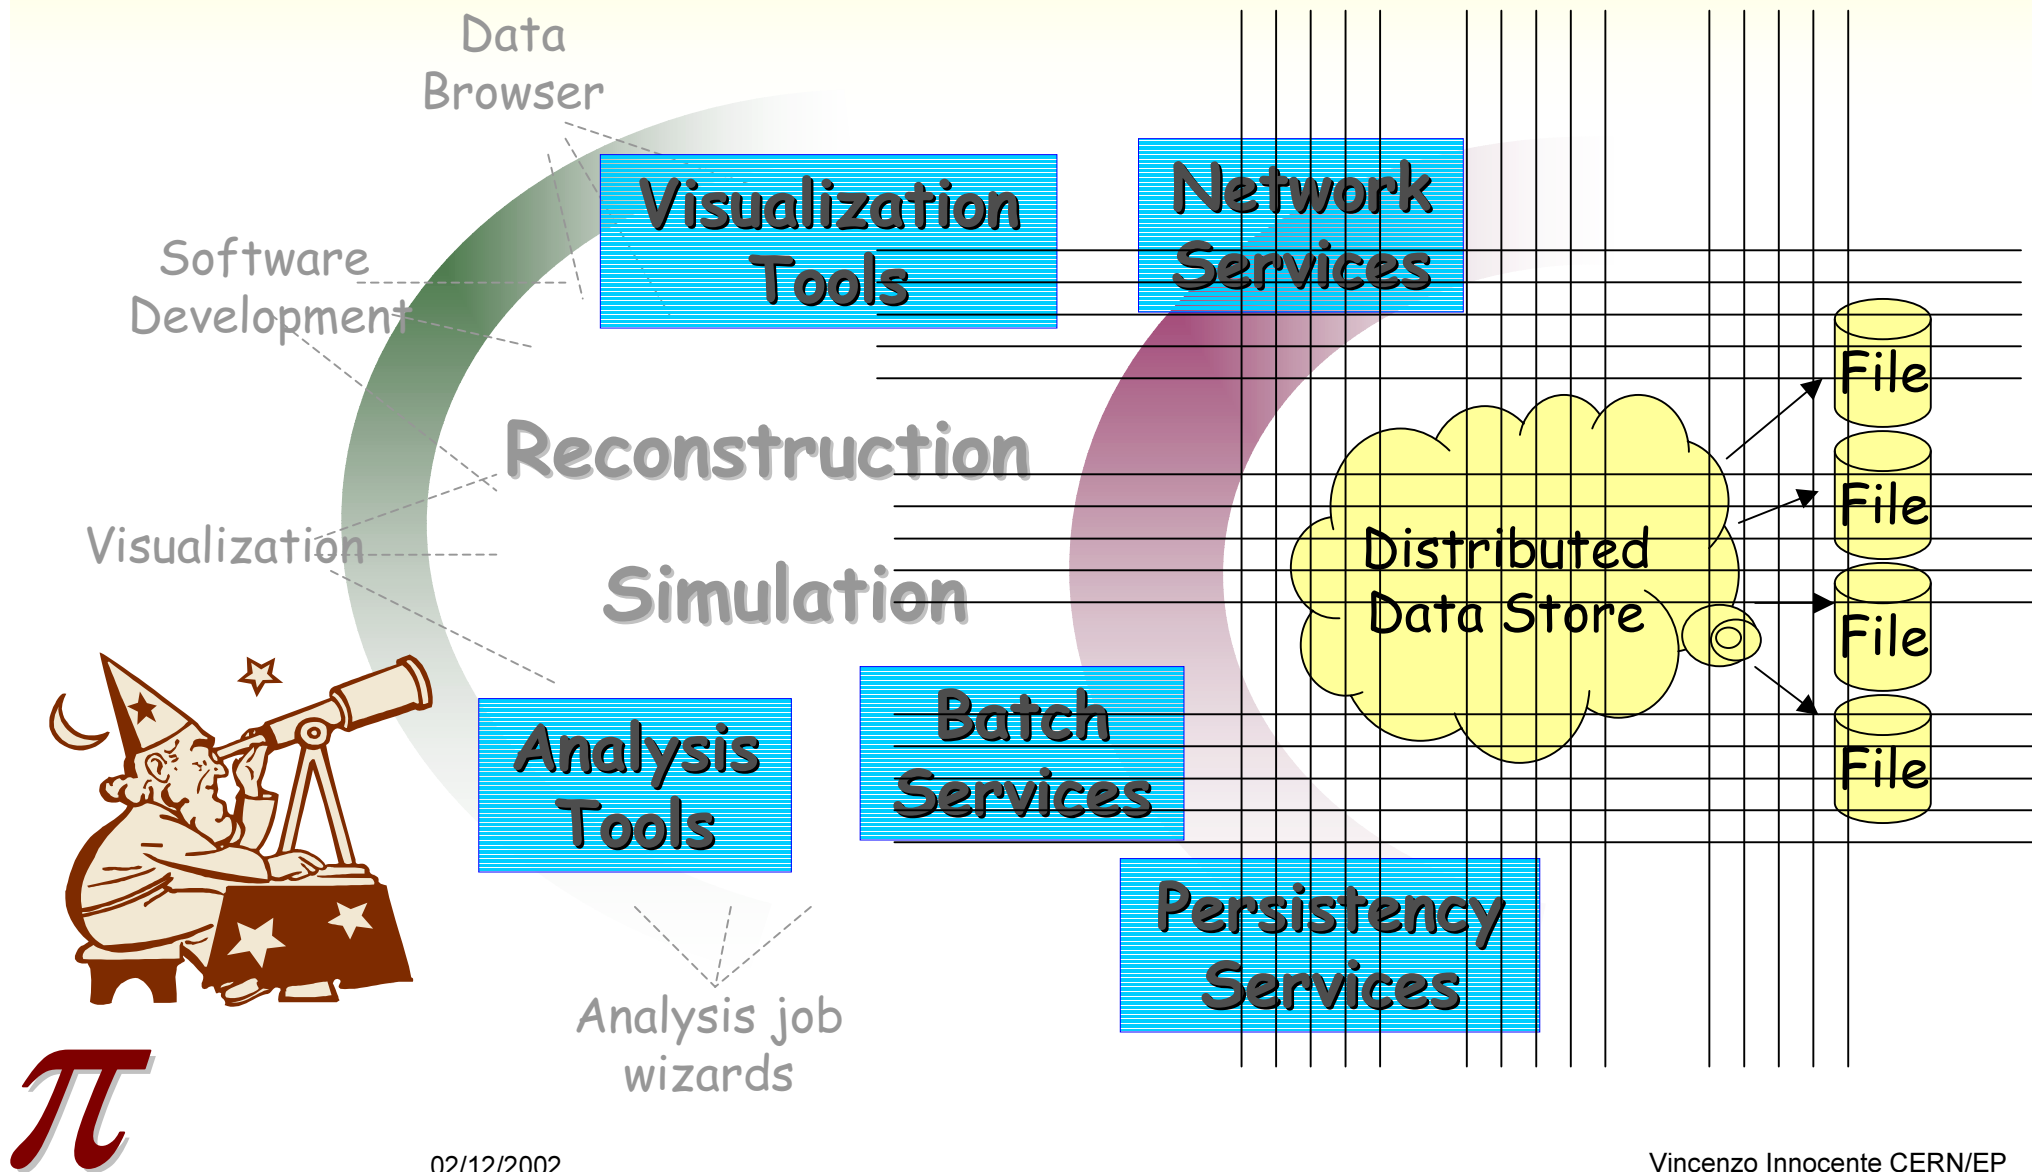 Data
Browser
Visualization
Tools
Network
Services
Software
Development
File
Reconstruction
File
Visualization
Distributed
Data Store
Simulation
File
Batch
Services
Analysis
Tools
File
Persistency
Services
Analysis job
wizards
π
02/12/2002
Vincenzo Innocente CERN/EP